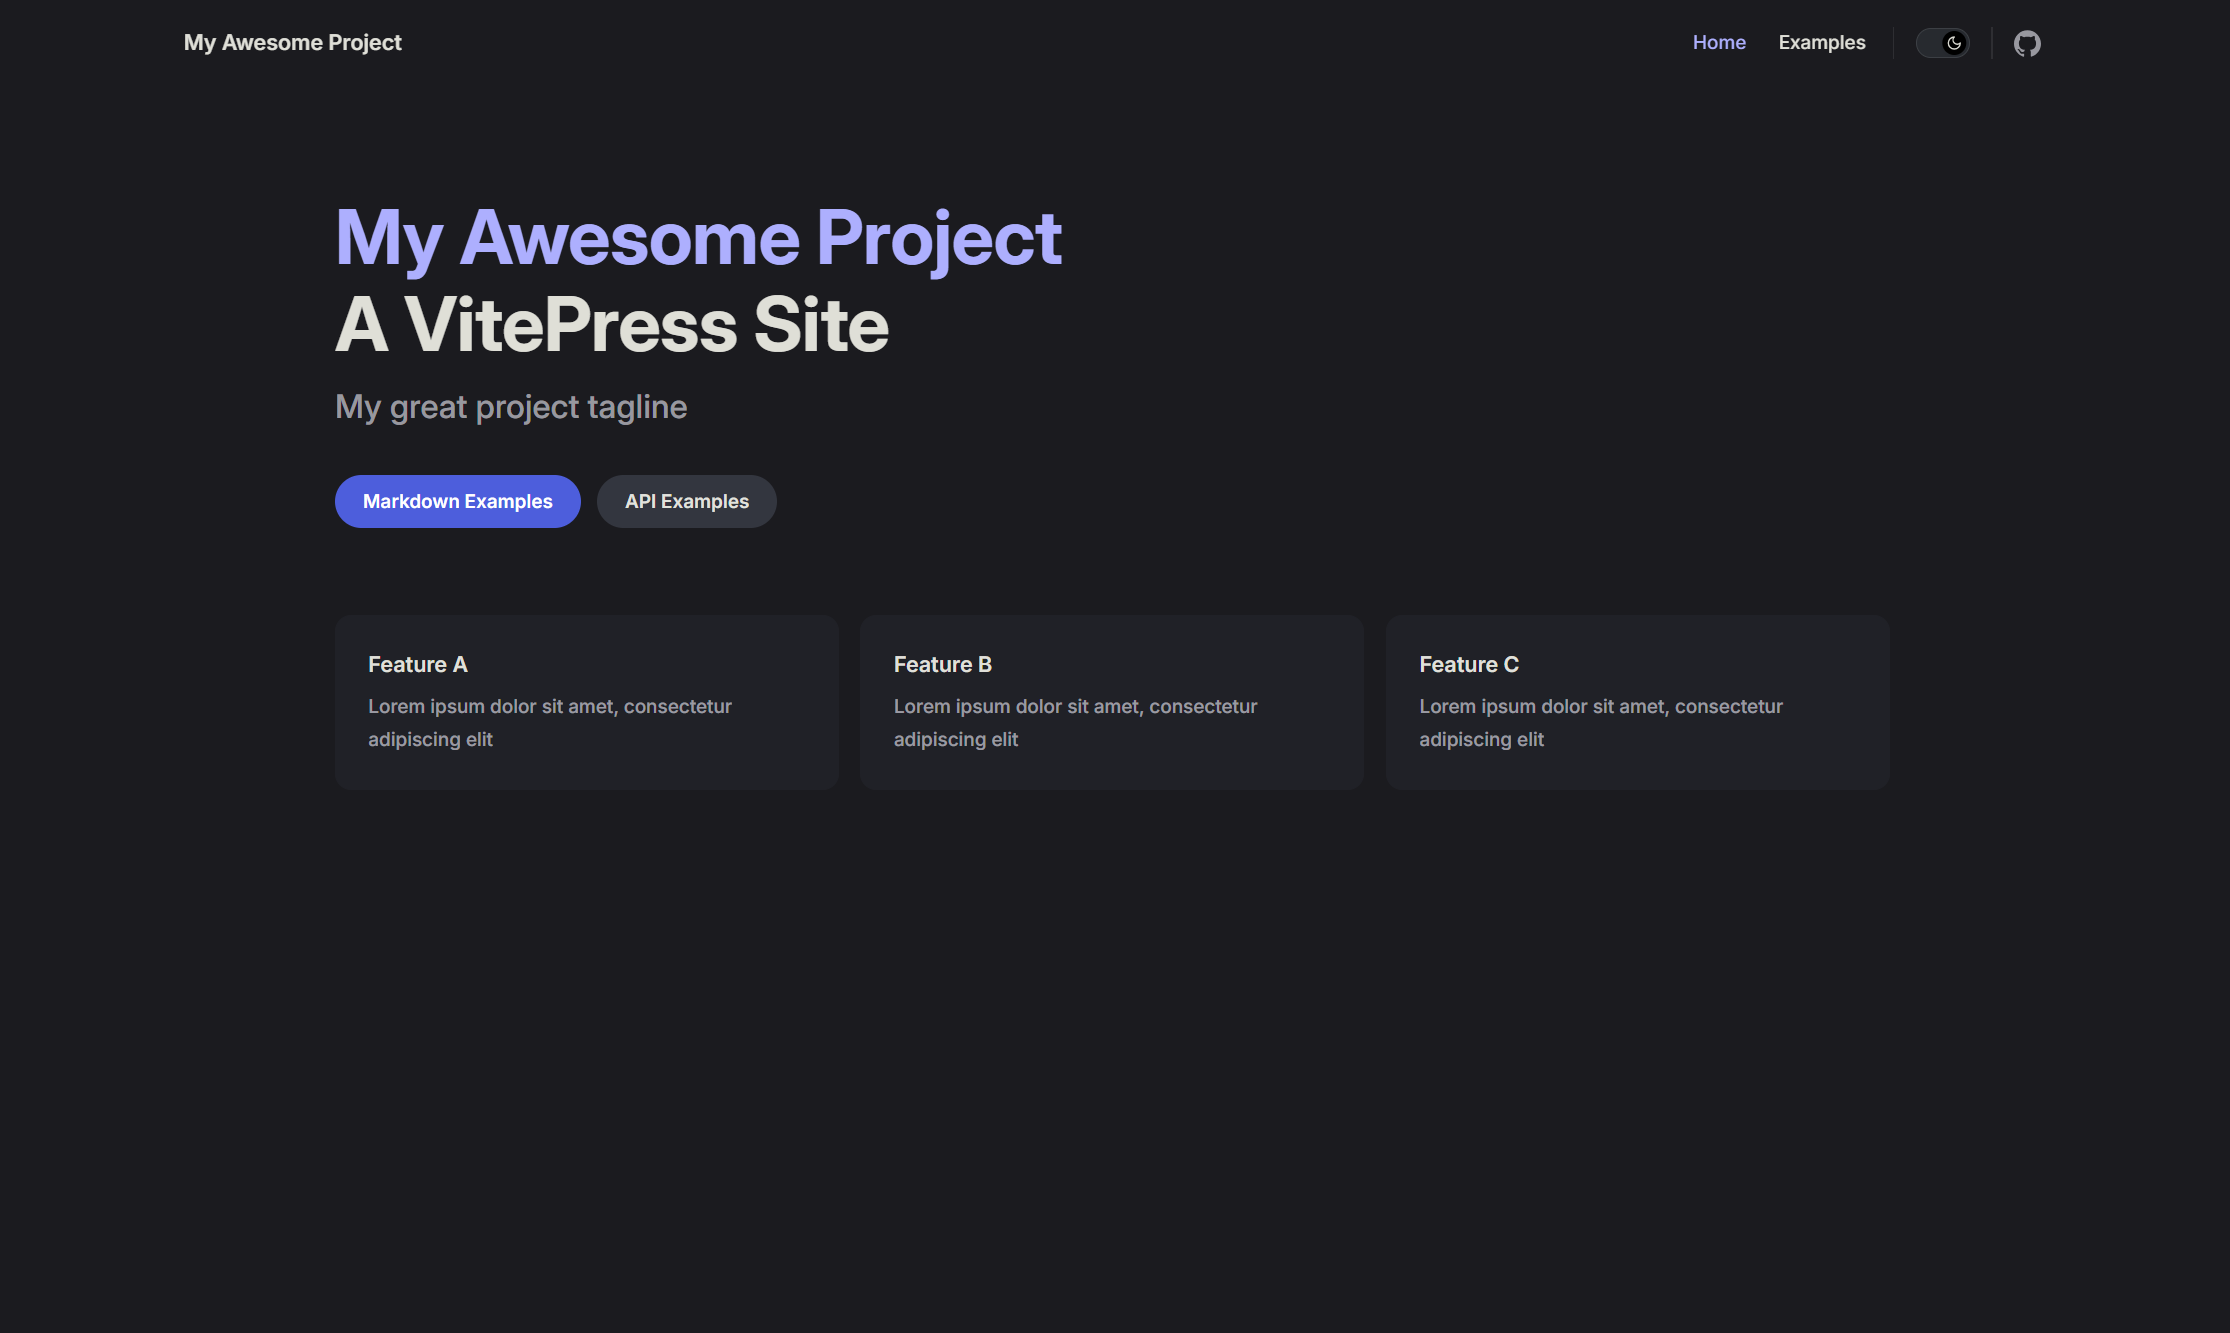 My Awesome Project
Home
Examples
My Awesome Project
A VitePress Site
My great project tagline
Markdown Examples
API Examples
Feature A
Lorem ipsum dolor sit amet, consectetur
adipiscing elit
Feature B
Lorem ipsum dolor sit amet, consectetur
adipiscing elit
Feature C
Lorem ipsum dolor sit amet, consectetur
adipiscing elit